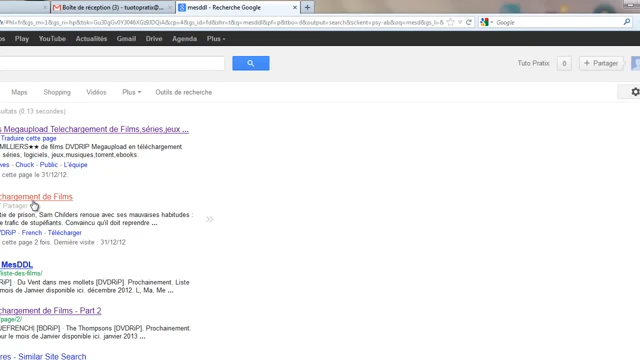 Boîte de réception (3) - tuotopratix@...
mesddl - Recherche Google
Google
Play YouTube Actualités Gmail Drive Agenda Plus
Tuto Pratix 0 + Partager
Maps Shopping Vidéos Plus Outils de recherche
(0,13 secondes)
Megaupload Telechargement de Films,séries,jeux ...
Traduire cette page
MILLIERS★★ de films DVDRIP Megaupload en téléchargement
séries, logiciels, jeux,musiques,torrent,ebooks.
Chuck - Public - L'équipe
cette page le 31/12/12
chargement de Films
Partager
tie de prison, Sam Childers renoue avec ses mauvaises habitudes :
trafic de stupéfiants. Convaincu qu'il doit reprendre ...
VDRiP - French - Télécharger
cette page 2 fois. Dernière visite : 31/12/12
MesDDL
liste-des-films/
Du Vent dans mes mollets [DVDRiP]. Prochainement. Liste
mois de Janvier disponible ici. décembre 2012. L, Ma, Me ...
chargement de Films - Part 2
page/2/
UEFRENCH] [BDRiP] · The Thompsons [DVDRiP]. Prochainement.
ur le mois de Janvier disponible ici. janvier 2013 ...
res - Similar Site Search